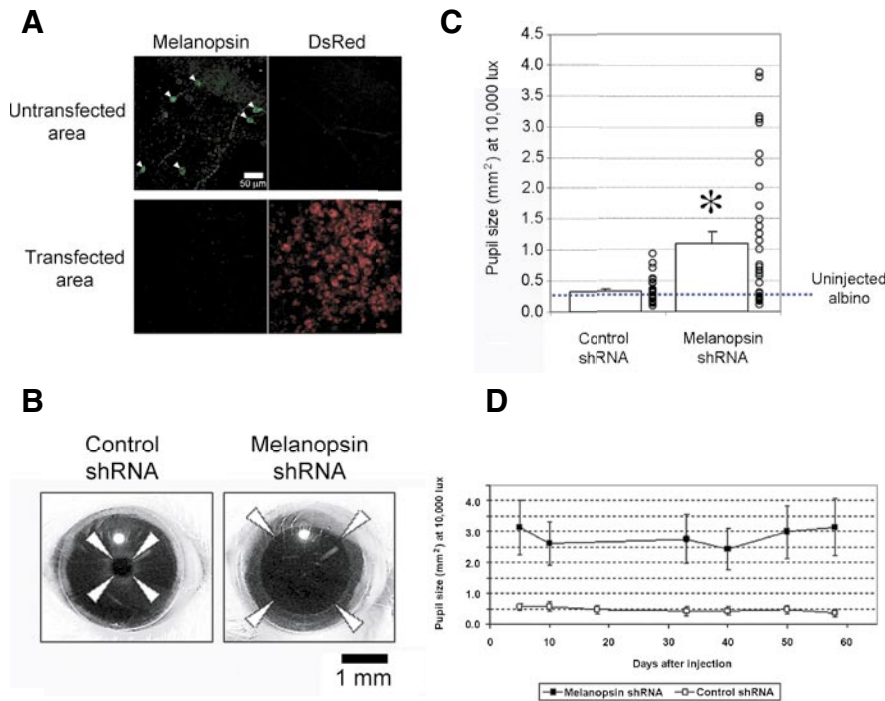 A
Melanopsin DsRed
Untransfected
area
50 µm
Transfected
area
B
Control
shRNA
Melanopsin
shRNA
1 mm
C
Pupil size (mm²) at 10,000 lux
4.5
4.0
3.5
3.0
2.5
2.0
1.5
1.0
0.5
0
*
Uninjected
albino
Control
shRNA
Melanopsin
shRNA
D
Pupil size (mm²) at 10,000 lux
4.0
3.0
2.0
1.0
0.0
0 10 20 30 40 50 60
Days after injection
Melanopsin shRNA Control shRNA